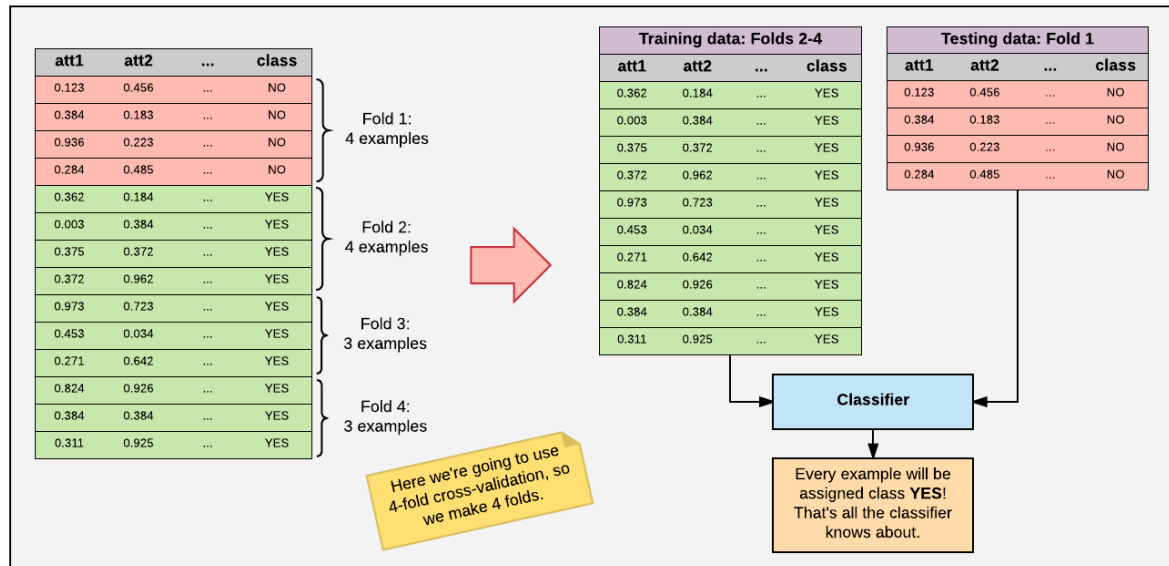 att1 att2 ... class
0.123 0.456 ... NO
0.384 0.183 ... NO
0.936 0.223 ... NO
0.284 0.485 ... NO
0.362 0.184 ... YES
0.003 0.384 ... YES
0.375 0.372 ... YES
0.372 0.962 ... YES
0.973 0.723 ... YES
0.453 0.034 ... YES
0.271 0.642 ... YES
0.824 0.926 ... YES
0.384 0.384 ... YES
0.311 0.925 ... YES
Fold 1:
4 examples
Fold 2:
4 examples
Fold 3:
3 examples
Fold 4:
3 examples
Here we're going to use
4-fold cross-validation, so
we make 4 folds.
Training data: Folds 2-4
att1 att2 ... class
0.362 0.184 ... YES
0.003 0.384 ... YES
0.375 0.372 ... YES
0.372 0.962 ... YES
0.973 0.723 ... YES
0.453 0.034 ... YES
0.271 0.642 ... YES
0.824 0.926 ... YES
0.384 0.384 ... YES
0.311 0.925 ... YES
Testing data: Fold 1
att1 att2 ... class
0.123 0.456 ... NO
0.384 0.183 ... NO
0.936 0.223 ... NO
0.284 0.485 ... NO
Classifier
Every example will be
assigned class YES!
That's all the classifier
knows about.